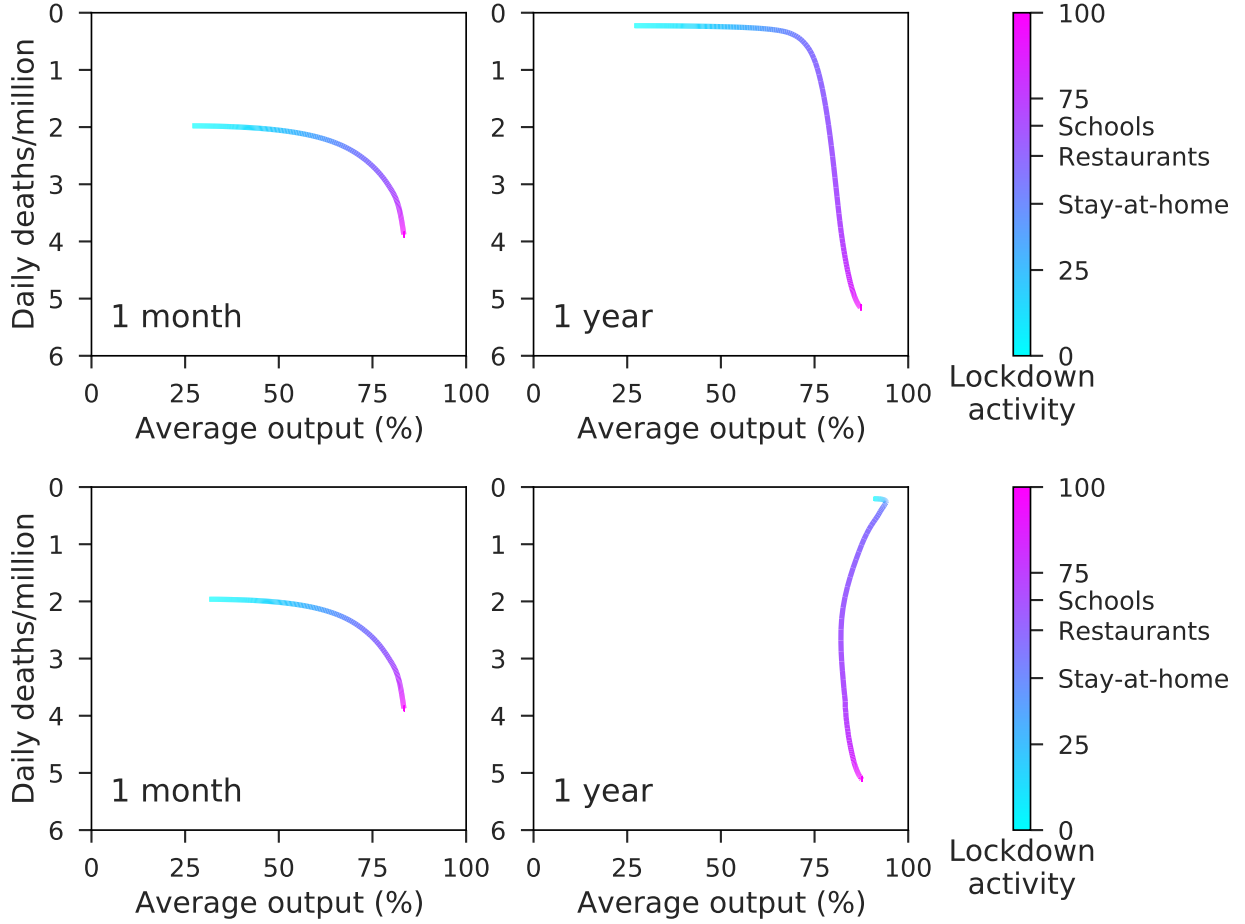 0
1
2
3
4
5
6
Daily deaths/million
1 month
0 25 50 75 100
Average output (%)
0
1
2
3
4
5
6
1 year
0 25 50 75 100
Average output (%)
100
75
Schools
Restaurants
Stay-at-home
25
0
Lockdown
activity
0
1
2
3
4
5
6
Daily deaths/million
1 month
0 25 50 75 100
Average output (%)
0
1
2
3
4
5
6
1 year
0 25 50 75 100
Average output (%)
100
75
Schools
Restaurants
Stay-at-home
25
0
Lockdown
activity